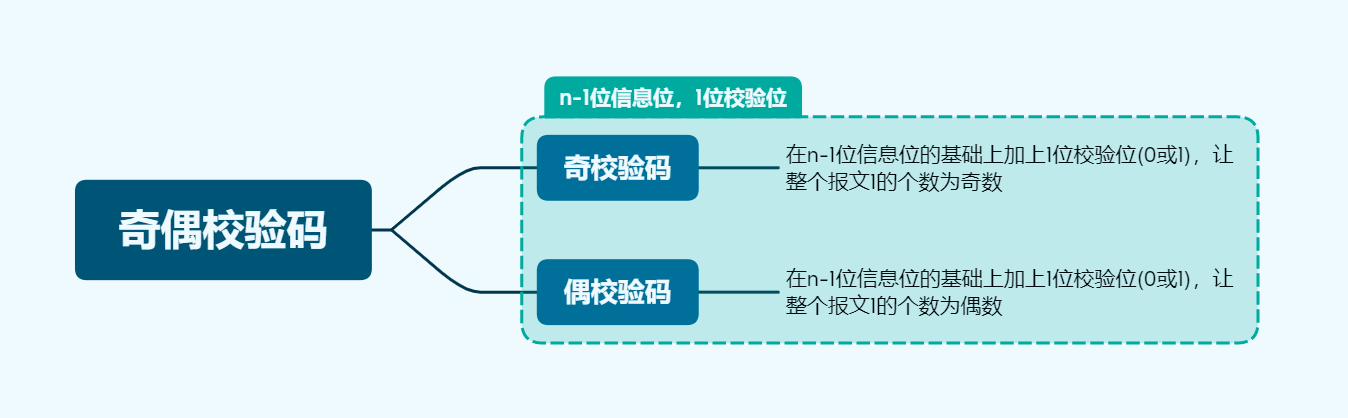 n-1位信息位，1位校验位
奇偶校验码
奇校验码
在n-1位信息位的基础上加上1位校验位(0或1)，让
整个报文1的个数为奇数
偶校验码
在n-1位信息位的基础上加上1位校验位(0或1)，让
整个报文1的个数为偶数